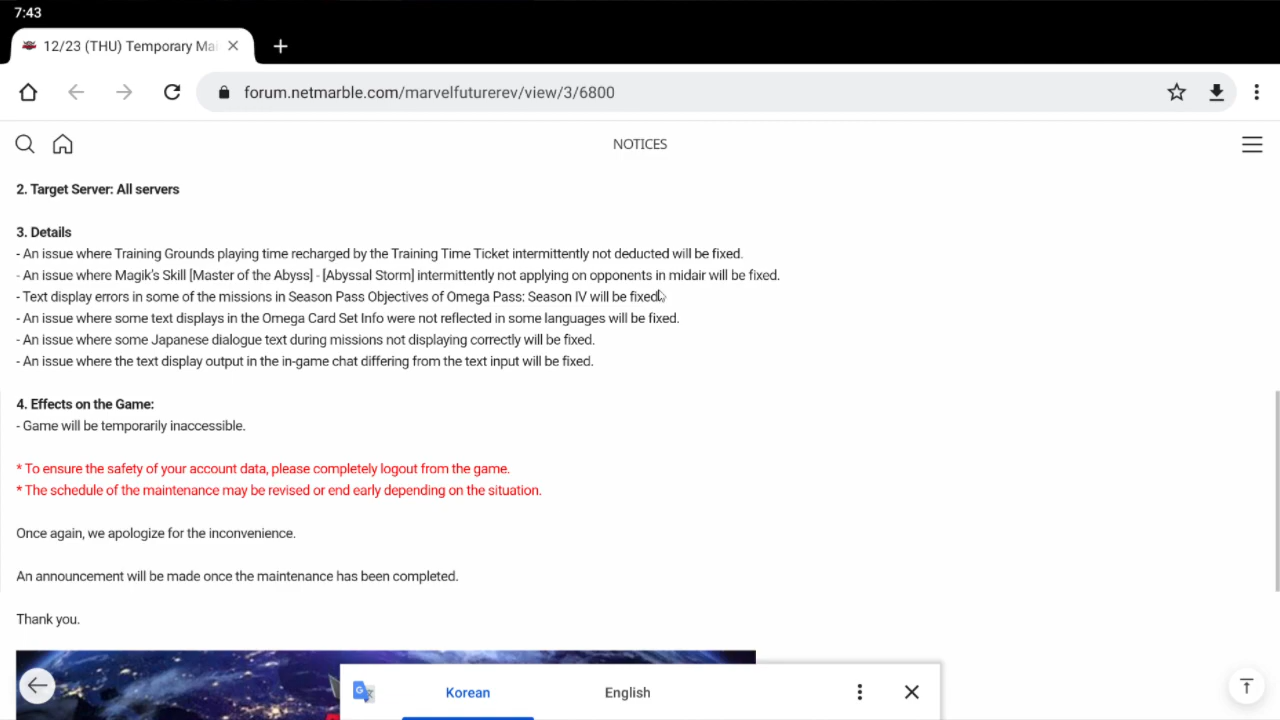 7:43
12/23 (THU) Temporary Mai
forum.netmarble.com/marvelfuturerev/view/3/6800
NOTICES
2. Target Server: All servers
3. Details
- An issue where Training Grounds playing time recharged by the Training Time Ticket intermittently not deducted will be fixed.
- An issue where Magik's Skill [Master of the Abyss] - [Abyssal Storm] intermittently not applying on opponents in midair will be fixed.
- Text display errors in some of the missions in Season Pass Objectives of Omega Pass: Season IV will be fixed.
- An issue where some text displays in the Omega Card Set Info were not reflected in some languages will be fixed.
- An issue where some Japanese dialogue text during missions not displaying correctly will be fixed.
- An issue where the text display output in the in-game chat differing from the text input will be fixed.
4. Effects on the Game:
- Game will be temporarily inaccessible.
* To ensure the safety of your account data, please completely logout from the game.
* The schedule of the maintenance may be revised or end early depending on the situation.
Once again, we apologize for the inconvenience.
An announcement will be made once the maintenance has been completed.
Thank you.
Korean English